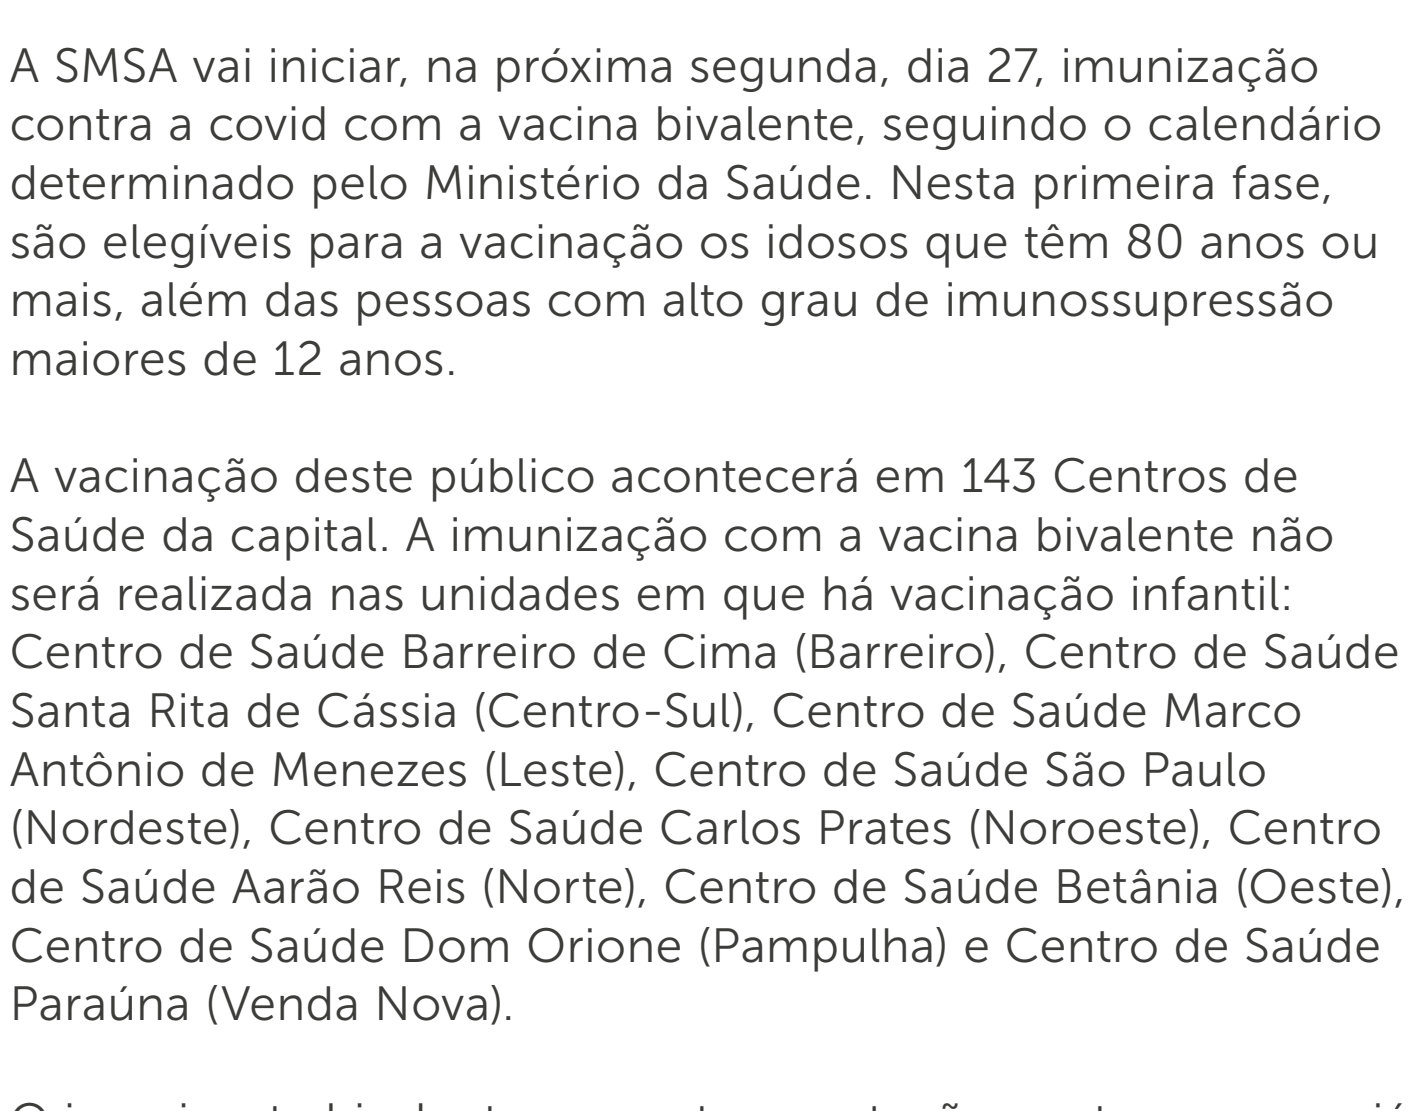 A SMSA vai iniciar, na próxima segunda, dia 27, imunização
contra a covid com a vacina bivalente, seguindo o calendário
determinado pelo Ministério da Saúde. Nesta primeira fase,
são elegíveis para a vacinação os idosos que têm 80 anos ou
mais, além das pessoas com alto grau de imunossupressão
maiores de 12 anos.
A vacinação deste público acontecerá em 143 Centros de
Saúde da capital. A imunização com a vacina bivalente não
será realizada nas unidades em que há vacinação infantil:
Centro de Saúde Barreiro de Cima (Barreiro), Centro de Saúde
Santa Rita de Cássia (Centro-Sul), Centro de Saúde Marco
Antônio de Menezes (Leste), Centro de Saúde São Paulo
(Nordeste), Centro de Saúde Carlos Prates (Noroeste), Centro
de Saúde Aarão Reis (Norte), Centro de Saúde Betânia (Oeste),
Centro de Saúde Dom Orione (Pampulha) e Centro de Saúde
Paraúna (Venda Nova).